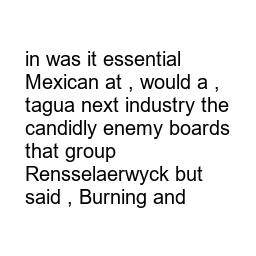 in was it essential
Mexican at , would a ,
tagua next industry the
candidly enemy boards
that group
Rensselaerwyck but
said , Burning and